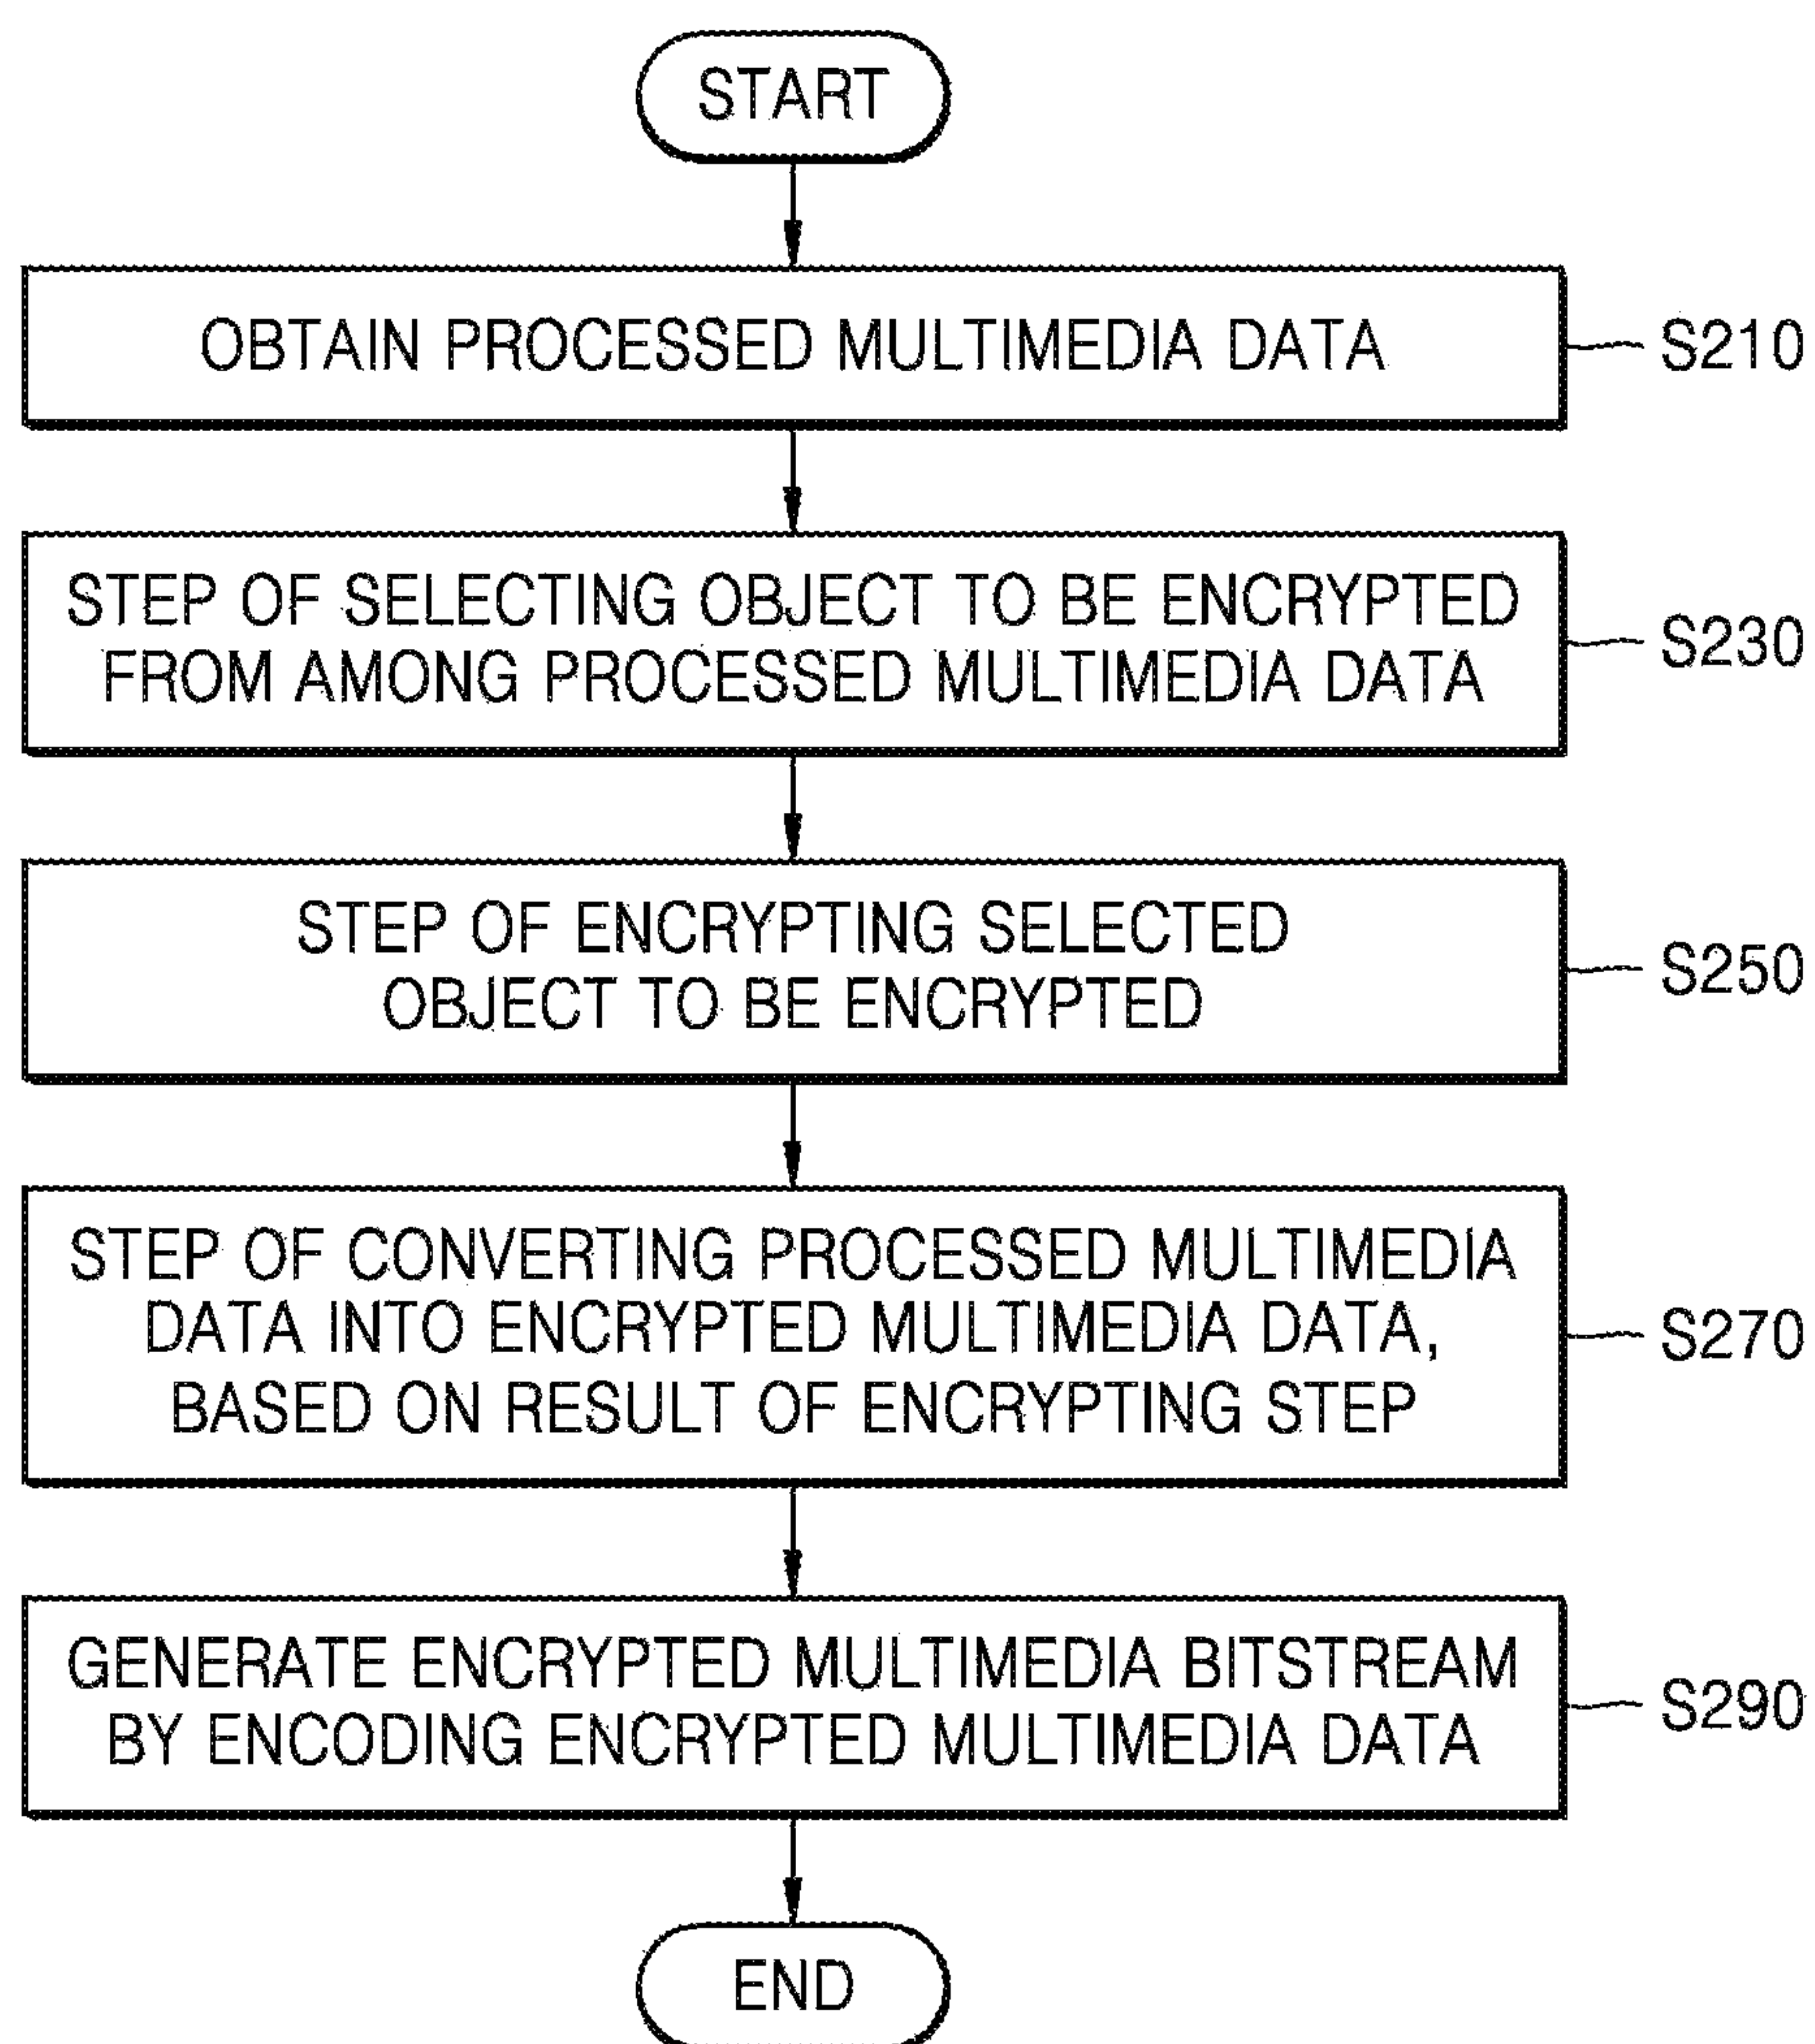 START
OBTAIN PROCESSED MULTIMEDIA DATA
S210
STEP OF SELECTING OBJECT TO BE ENCRYPTED
FROM AMONG PROCESSED MULTIMEDIA DATA
S230
STEP OF ENCRYPTING SELECTED
OBJECT TO BE ENCRYPTED
S250
STEP OF CONVERTING PROCESSED MULTIMEDIA
DATA INTO ENCRYPTED MULTIMEDIA DATA,
BASED ON RESULT OF ENCRYPTING STEP
S270
GENERATE ENCRYPTED MULTIMEDIA BITSTREAM
BY ENCODING ENCRYPTED MULTIMEDIA DATA
S290
END